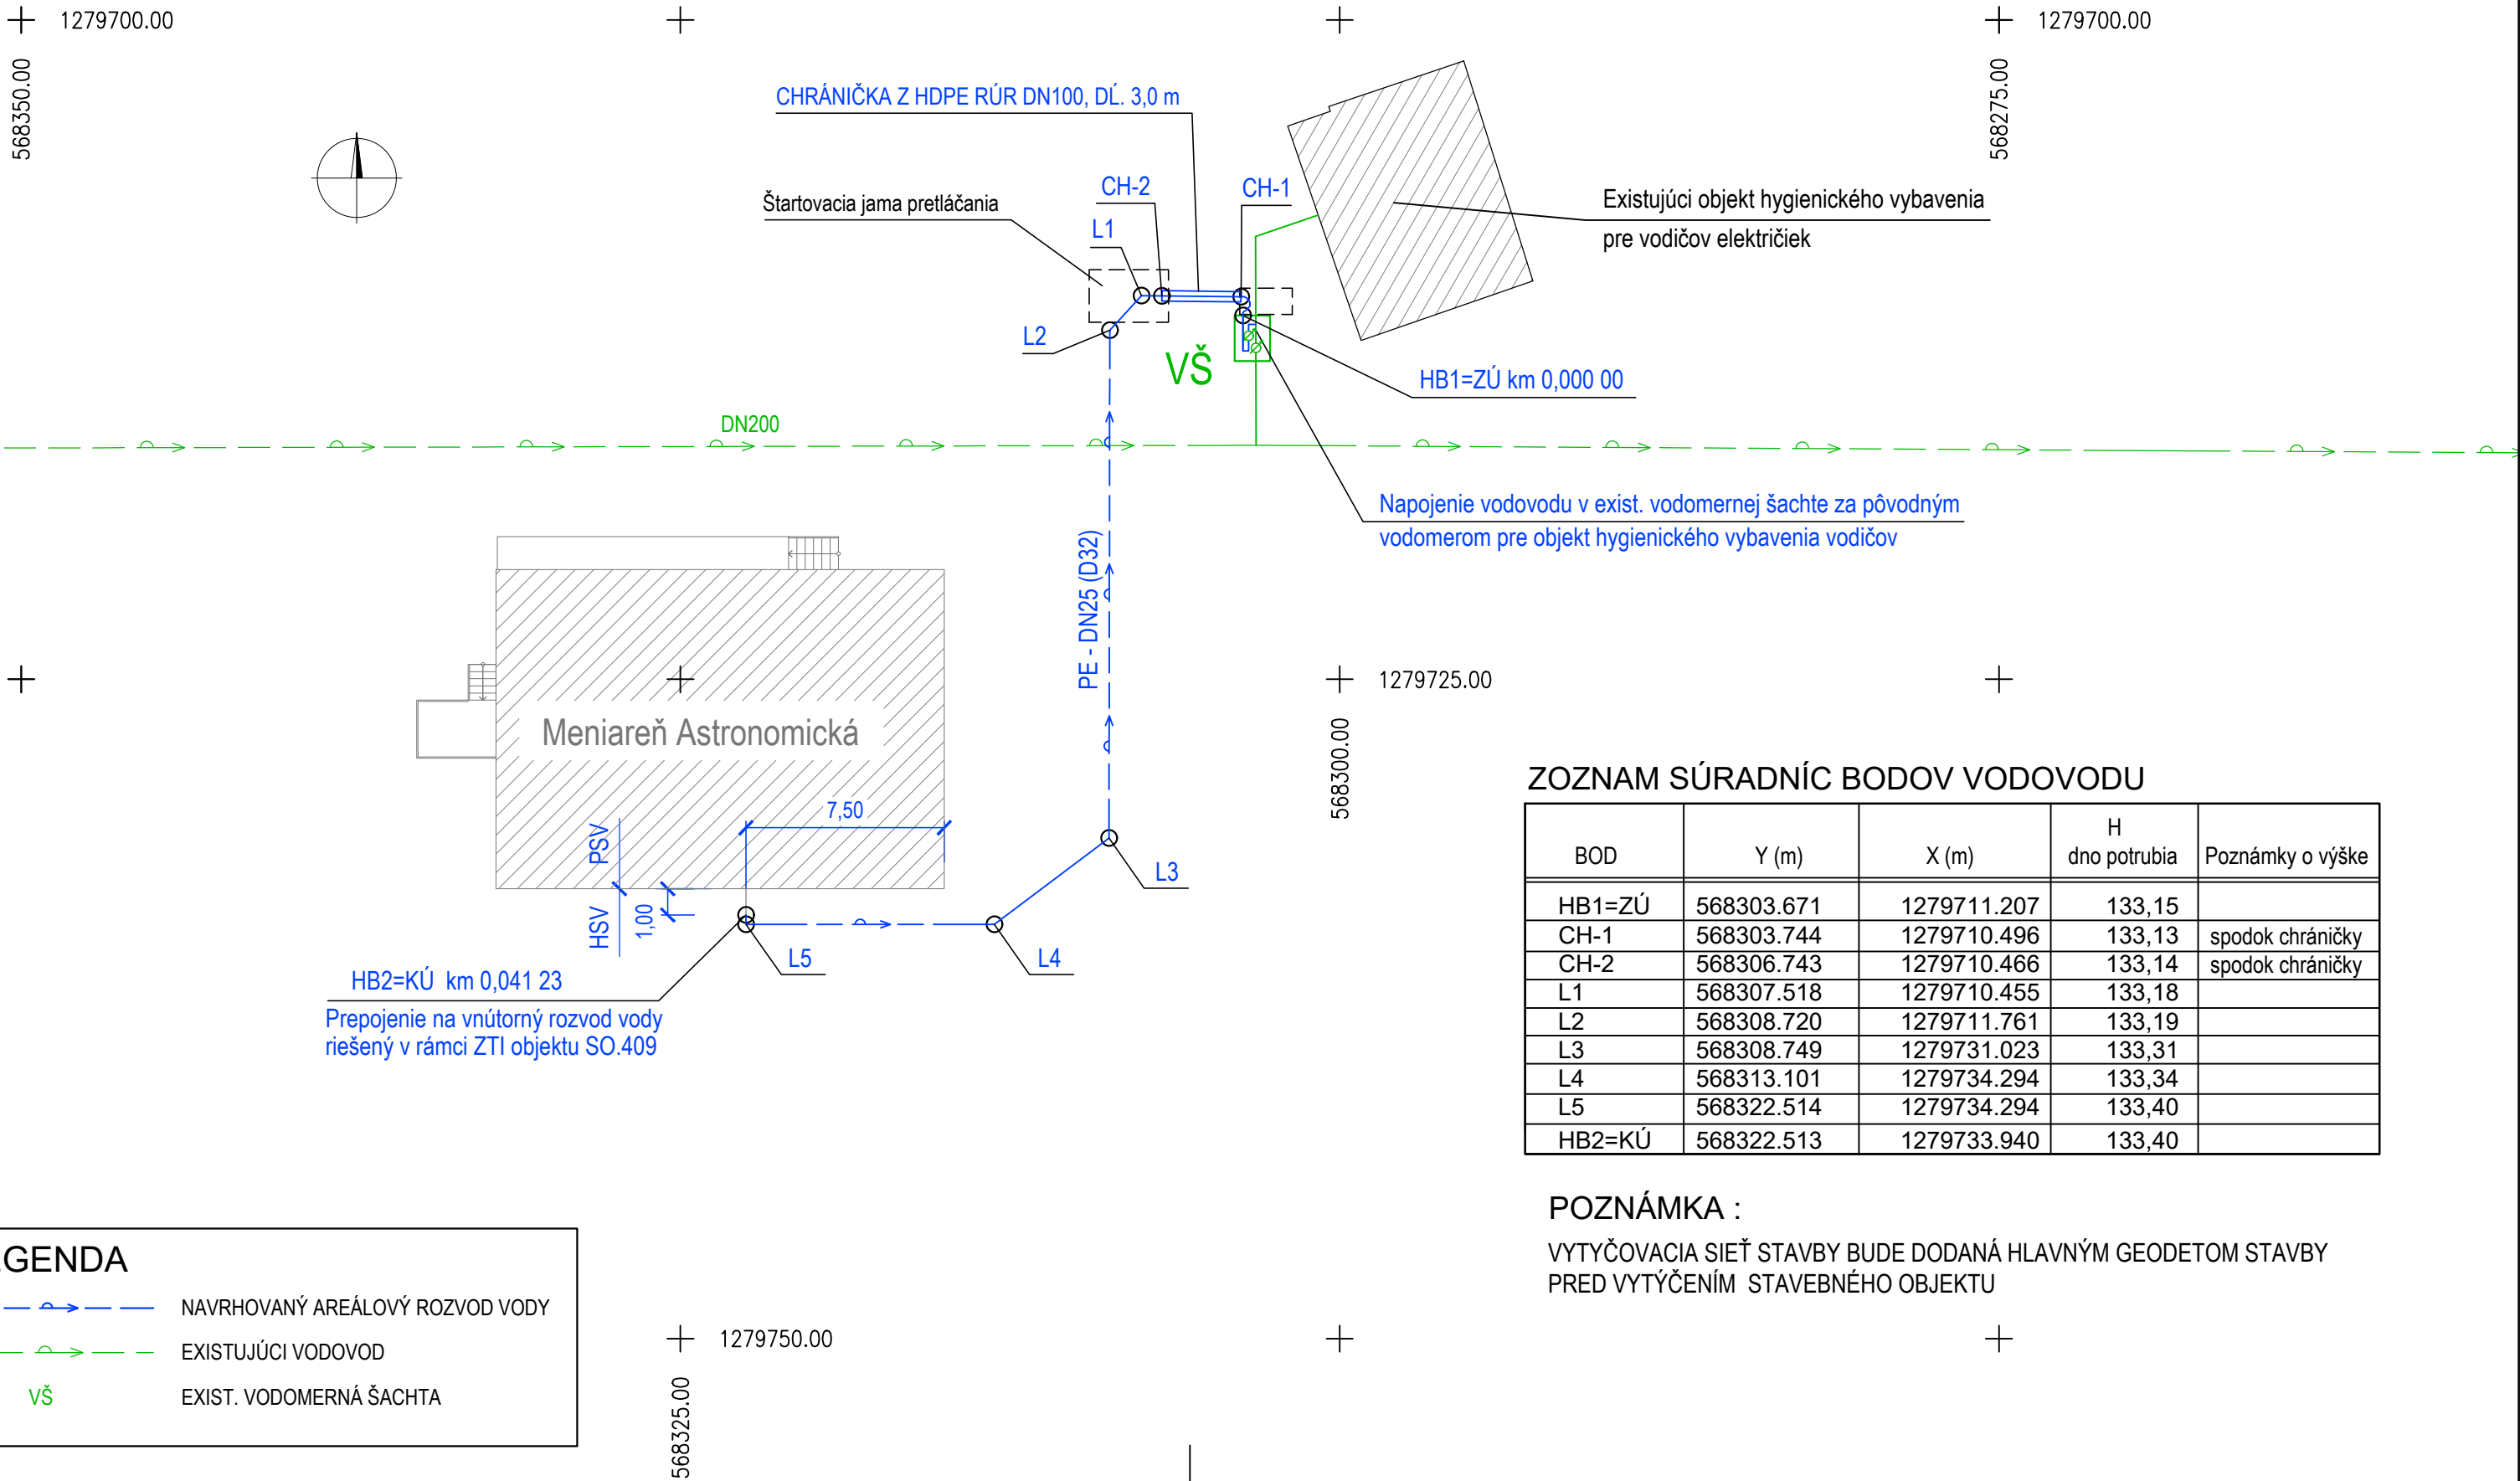 1279700.00
1279700.00
568350.00
568275.00
CHRÁNIČKA Z HDPE RÚR DN100, DĹ. 3,0 m
Štartovacia jama pretláčania
CH-2
CH-1
L1
L2
Existujúci objekt hygienického vybavenia
pre vodičov električiek
VŠ
HB1=ZÚ km 0,000 00
DN200
Napojenie vodovodu v exist. vodomernej šachte za pôvodným
vodomerom pre objekt hygienického vybavenia vodičov
PE - DN25 (D32)
1279725.00
568300.00
Meniareň Astronomická
7,50
PSV
HSV
1,00
L3
L4
L5
HB2=KÚ km 0,041 23
Prepojenie na vnútorný rozvod vody
riešený v rámci ZTI objektu SO.409
ZOZNAM SÚRADNÍC BODOV VODOVODU
BOD Y (m) X (m) H dno potrubia Poznámky o výške
HB1=ZÚ 568303.671 1279711.207 133,15
CH-1 568303.744 1279710.496 133,13 spodok chráničky
CH-2 568306.743 1279710.466 133,14 spodok chráničky
L1 568307.518 1279710.455 133,18
L2 568308.720 1279711.761 133,19
L3 568308.749 1279731.023 133,31
L4 568313.101 1279734.294 133,34
L5 568322.514 1279734.294 133,40
HB2=KÚ 568322.513 1279733.940 133,40
POZNÁMKA :
VYTYČOVACIA SIEŤ STAVBY BUDE DODANÁ HLAVNÝM GEODETOM STAVBY
PRED VYTÝČENÍM STAVEBNÉHO OBJEKTU
GENDA
NAVRHOVANÝ AREÁLOVÝ ROZVOD VODY
EXISTUJÚCI VODOVOD
VŠ EXIST. VODOMERNÁ ŠACHTA
1279750.00
568325.00